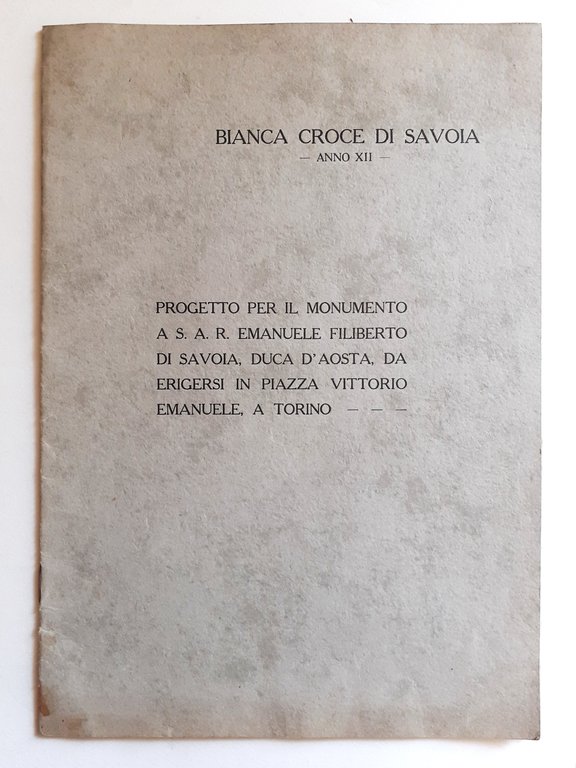 BIANCA CROCE DI SAVOIA
— ANNO XII —
PROGETTO PER IL MONUMENTO
A S. A. R. EMANUELE FILIBERTO
DI SAVOIA, DUCA D'AOSTA, DA
ERIGERSI IN PIAZZA VITTORIO
EMANUELE, A TORINO — — —